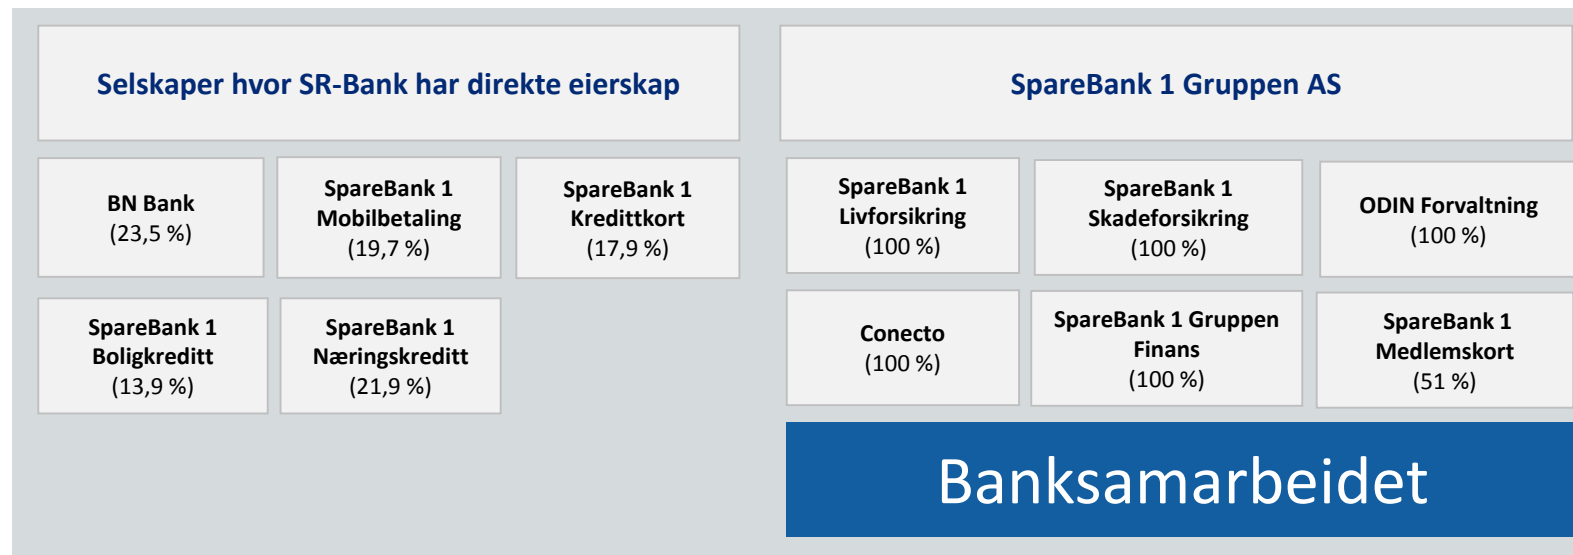 Selskaper hvor SR-Bank har direkte eierskap
BN Bank
(23,5 %)
SpareBank 1
Mobilbetaling
(19,7 %)
SpareBank 1
Kredittkort
(17,9 %)
SpareBank 1
Boligkreditt
(13,9 %)
SpareBank 1
Næringskreditt
(21,9 %)
SpareBank 1 Gruppen AS
SpareBank 1
Livforsikring
(100 %)
SpareBank 1
Skadeforsikring
(100 %)
ODIN Forvaltning
(100 %)
Conecto
(100 %)
SpareBank 1 Gruppen
Finans
(100 %)
SpareBank 1
Medlemskort
(51 %)
Banksamarbeidet